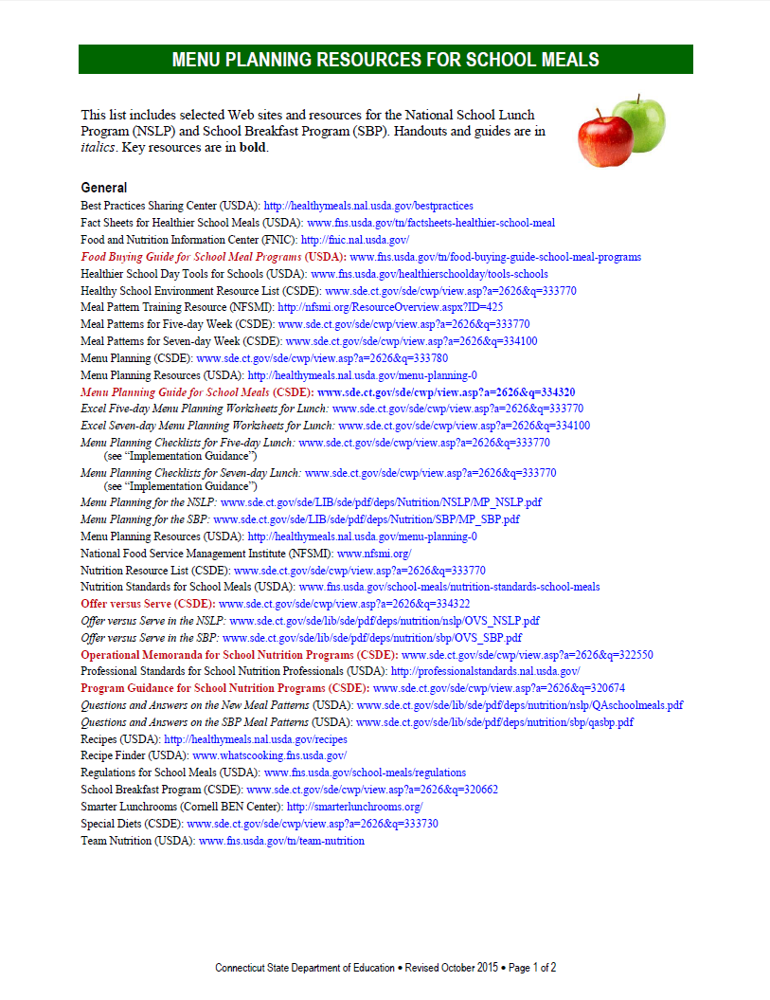 MENU PLANNING RESOURCES FOR SCHOOL MEALS
This list includes selected Web sites and resources for the National School Lunch
Program (NSLP) and School Breakfast Program (SBP). Handouts and guides are in
italics. Key resources are in bold.
General
Best Practices Sharing Center (USDA): http://healthymeals.nal.usda.gov/bestpractices
Fact Sheets for Healthier School Meals (USDA): www.fns.usda.gov/tn/factsheets-healthier-school-meal
Food and Nutrition Information Center (FNIC): http://fnic.nal.usda.gov/
Food Buying Guide for School Meal Programs (USDA): www.fns.usda.gov/tn/food-buying-guide-school-meal-programs
Healthier School Day Tools for Schools (USDA): www.fns.usda.gov/healthierschoolday/tools-schools
Healthy School Environment Resource List (CSDE): www.sde.ct.gov/sde/cwp/view.asp?a=2626&q=333770
Meal Pattern Training Resource (NFSMI): http://nfsmi.org/ResourceOverview.aspx?ID=425
Meal Patterns for Five-day Week (CSDE): www.sde.ct.gov/sde/cwp/view.asp?a=2626&q=333770
Meal Patterns for Seven-day Week (CSDE): www.sde.ct.gov/sde/cwp/view.asp?a=2626&q=334100
Menu Planning (CSDE): www.sde.ct.gov/sde/cwp/view.asp?a=2626&q=333780
Menu Planning Resources (USDA): http://healthymeals.nal.usda.gov/menu-planning-0
Menu Planning Guide for School Meals (CSDE): www.sde.ct.gov/sde/cwp/view.asp?a=2626&q=334320
Excel Five-day Menu Planning Worksheets for Lunch: www.sde.ct.gov/sde/cwp/view.asp?a=2626&q=333770
Excel Seven-day Menu Planning Worksheets for Lunch: www.sde.ct.gov/sde/cwp/view.asp?a=2626&q=334100
Menu Planning Checklists for Five-day Lunch: www.sde.ct.gov/sde/cwp/view.asp?a=2626&q=333770
(see “Implementation Guidance”)
Menu Planning Checklists for Seven-day Lunch: www.sde.ct.gov/sde/cwp/view.asp?a=2626&q=333770
(see “Implementation Guidance”)
Menu Planning for the NSLP: www.sde.ct.gov/sde/LIB/sde/pdf/deps/Nutrition/NSLP/MP_NSLP.pdf
Menu Planning for the SBP: www.sde.ct.gov/sde/LIB/sde/pdf/deps/Nutrition/SBP/MP_SBP.pdf
Menu Planning Resources (USDA): http://healthymeals.nal.usda.gov/menu-planning-0
National Food Service Management Institute (NFSMI): www.nfsmi.org/
Nutrition Resource List (CSDE): www.sde.ct.gov/sde/cwp/view.asp?a=2626&q=333770
Nutrition Standards for School Meals (USDA): www.fns.usda.gov/school-meals/nutrition-standards-school-meals
Offer versus Serve (CSDE): www.sde.ct.gov/sde/cwp/view.asp?a=2626&q=334322
Offer versus Serve in the NSLP: www.sde.ct.gov/sde/lib/sde/pdf/deps/nutrition/nslp/OVS_NSLP.pdf
Offer versus Serve in the SBP: www.sde.ct.gov/sde/lib/sde/pdf/deps/nutrition/sbp/OVS_SBP.pdf
Operational Memoranda for School Nutrition Programs (CSDE): www.sde.ct.gov/sde/cwp/view.asp?a=2626&q=322550
Professional Standards for School Nutrition Professionals (USDA): http://professionalstandards.nal.usda.gov/
Program Guidance for School Nutrition Programs (CSDE): www.sde.ct.gov/sde/cwp/view.asp?a=2626&q=320674
Questions and Answers on the New Meal Patterns (USDA): www.sde.ct.gov/sde/lib/sde/pdf/deps/nutrition/nslp/QAschoolmeals.pdf
Questions and Answers on the SBP Meal Patterns (USDA): www.sde.ct.gov/sde/lib/sde/pdf/deps/nutrition/sbp/qasbp.pdf
Recipes (USDA): http://healthymeals.nal.usda.gov/recipes
Recipe Finder (USDA): www.whatscooking.fns.usda.gov/
Regulations for School Meals (USDA): www.fns.usda.gov/school-meals/regulations
School Breakfast Program (CSDE): www.sde.ct.gov/sde/cwp/view.asp?a=2626&q=320662
Smarter Lunchrooms (Cornell BEN Center): http://smarterlunchrooms.org/
Special Diets (CSDE): www.sde.ct.gov/sde/cwp/view.asp?a=2626&q=333730
Team Nutrition (USDA): www.fns.usda.gov/tn/team-nutrition
Connecticut State Department of Education • Revised October 2015 • Page 1 of 2